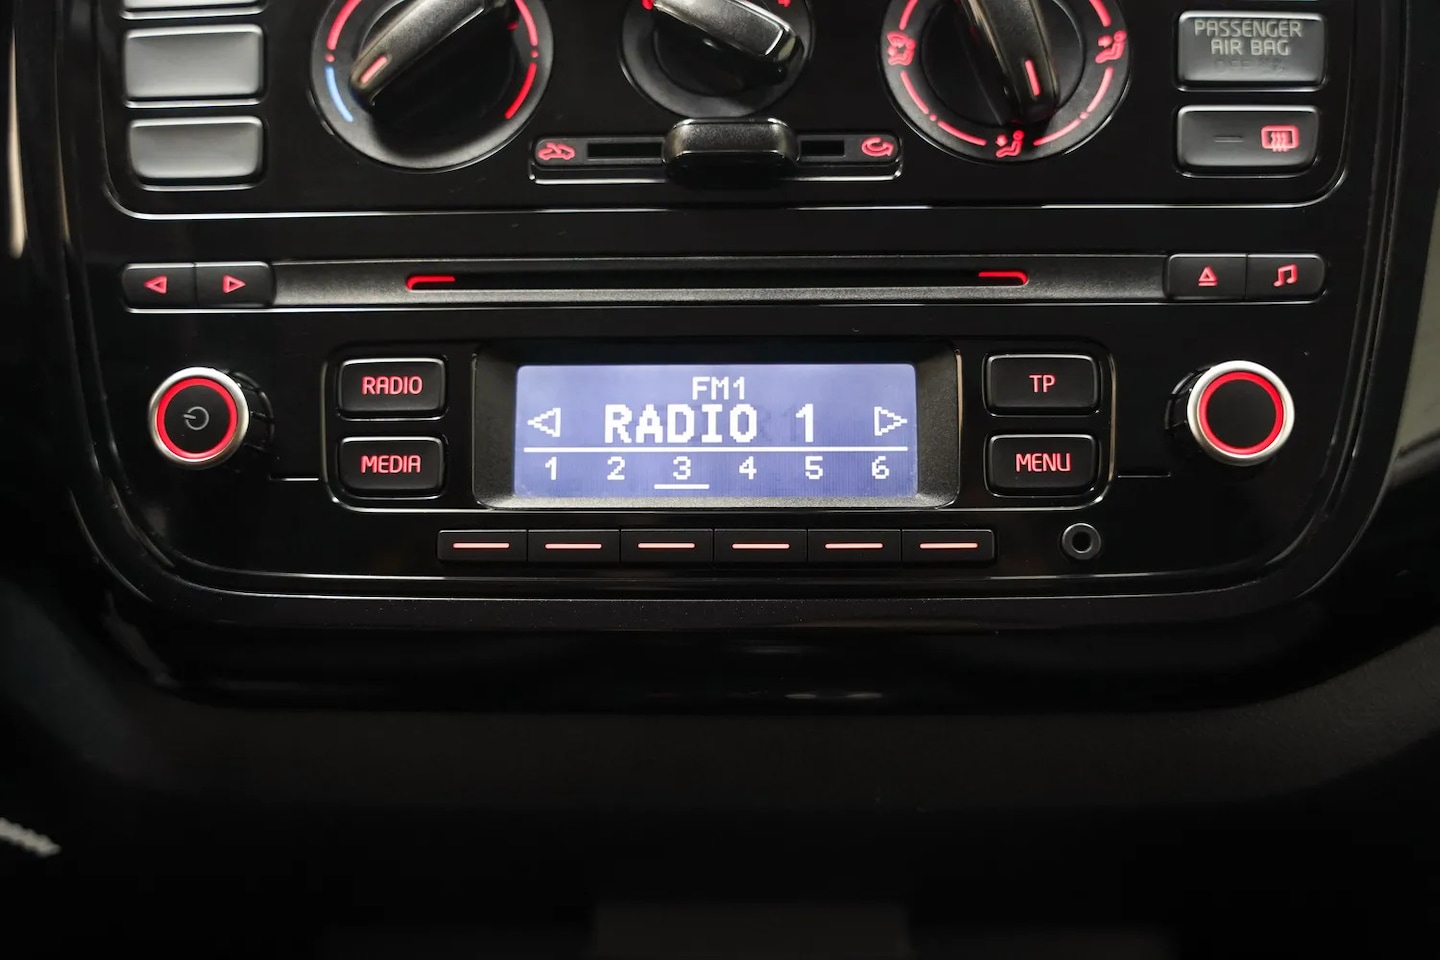 PASSENGER
AIR BAG
RADIO
MEDIA
FM1
RADIO 1
1 2 3 4 5 6
TP
MENU